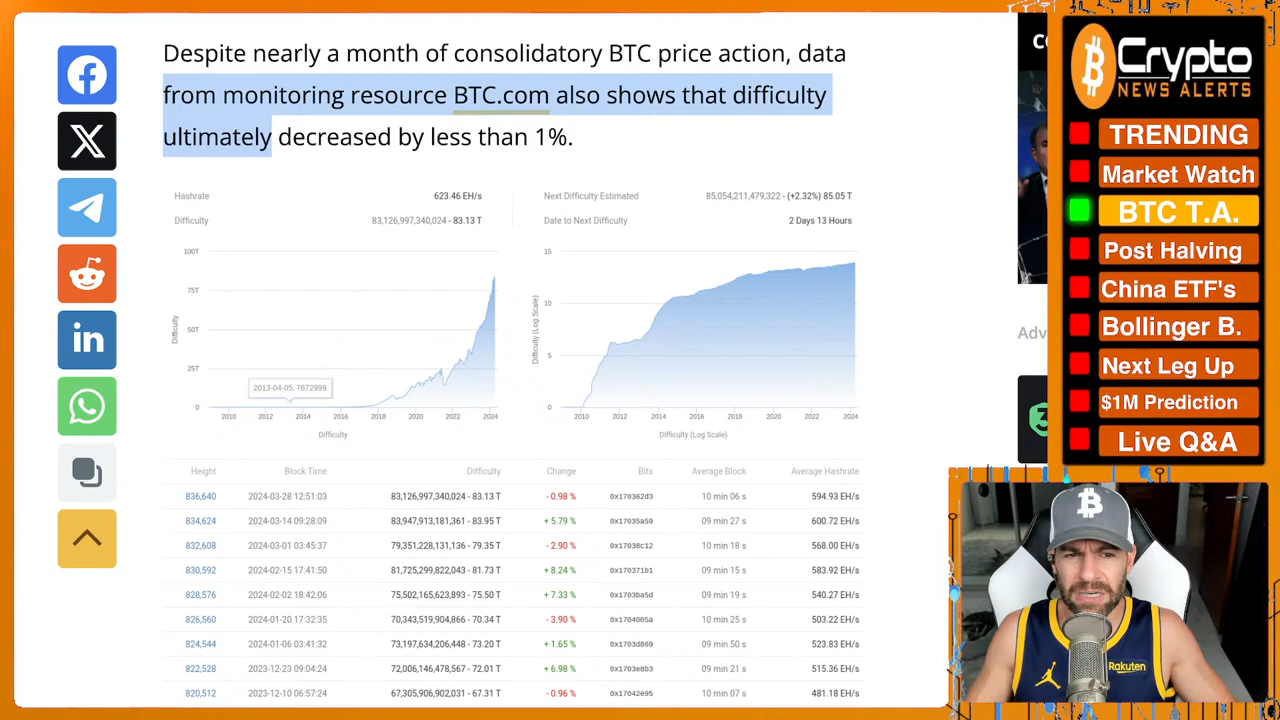 Despite nearly a month of consolidatory BTC price action, data
from monitoring resource BTC.com also shows that difficulty
ultimately decreased by less than 1%.
Hashrate 623.46 EH/s
Difficulty 83,126,997,340,024 - 83.13 T
Next Difficulty Estimated 85,054,211,479,322 - (+2.32%) 85.05 T
Date to Next Difficulty 2 Days 13 Hours
100T
75T
50T
25T
0
Difficulty
2013-04-05: 7672999
2010 2012 2014 2016 2018 2020 2022 2024
Difficulty
15
10
5
0
Difficulty (Log Scale)
2010 2012 2014 2016 2018 2020 2022 2024
Difficulty (Log Scale)
Height Block Time Difficulty Change Bits Average Block Average Hashrate
836,640 2024-03-28 12:51:03 83,126,997,340,024 - 83.13 T - 0.98 % 0x170362d3 10 min 06 s 594.93 EH/s
834,624 2024-03-14 09:28:09 83,947,913,181,361 - 83.95 T + 5.79 % 0x17035a59 09 min 27 s 600.72 EH/s
832,608 2024-03-01 03:45:37 79,351,228,131,136 - 79.35 T - 2.90 % 0x17038c12 10 min 18 s 568.00 EH/s
830,592 2024-02-15 17:41:50 81,725,299,822,043 - 81.73 T + 8.24 % 0x170371b1 09 min 15 s 583.92 EH/s
828,576 2024-02-02 18:42:06 75,502,165,623,893 - 75.50 T + 7.33 % 0x1703ba5d 09 min 19 s 540.27 EH/s
826,560 2024-01-20 17:32:35 70,343,519,904,866 - 70.34 T - 3.90 % 0x1704005a 10 min 25 s 503.22 EH/s
824,544 2024-01-06 03:41:32 73,197,634,206,448 - 73.20 T + 1.65 % 0x1703d869 09 min 50 s 523.83 EH/s
822,528 2023-12-23 09:04:24 72,006,146,478,567 - 72.01 T + 6.98 % 0x1703e8b3 09 min 21 s 515.36 EH/s
820,512 2023-12-10 06:57:24 67,305,906,902,031 - 67.31 T - 0.96 % 0x17042e95 10 min 07 s 481.18 EH/s
Adv
Crypto
NEWS ALERTS
TRENDING
Market Watch
BTC T.A.
Post Halving
China ETF's
Bollinger B.
Next Leg Up
$1M Prediction
Live Q&A
Rakuten